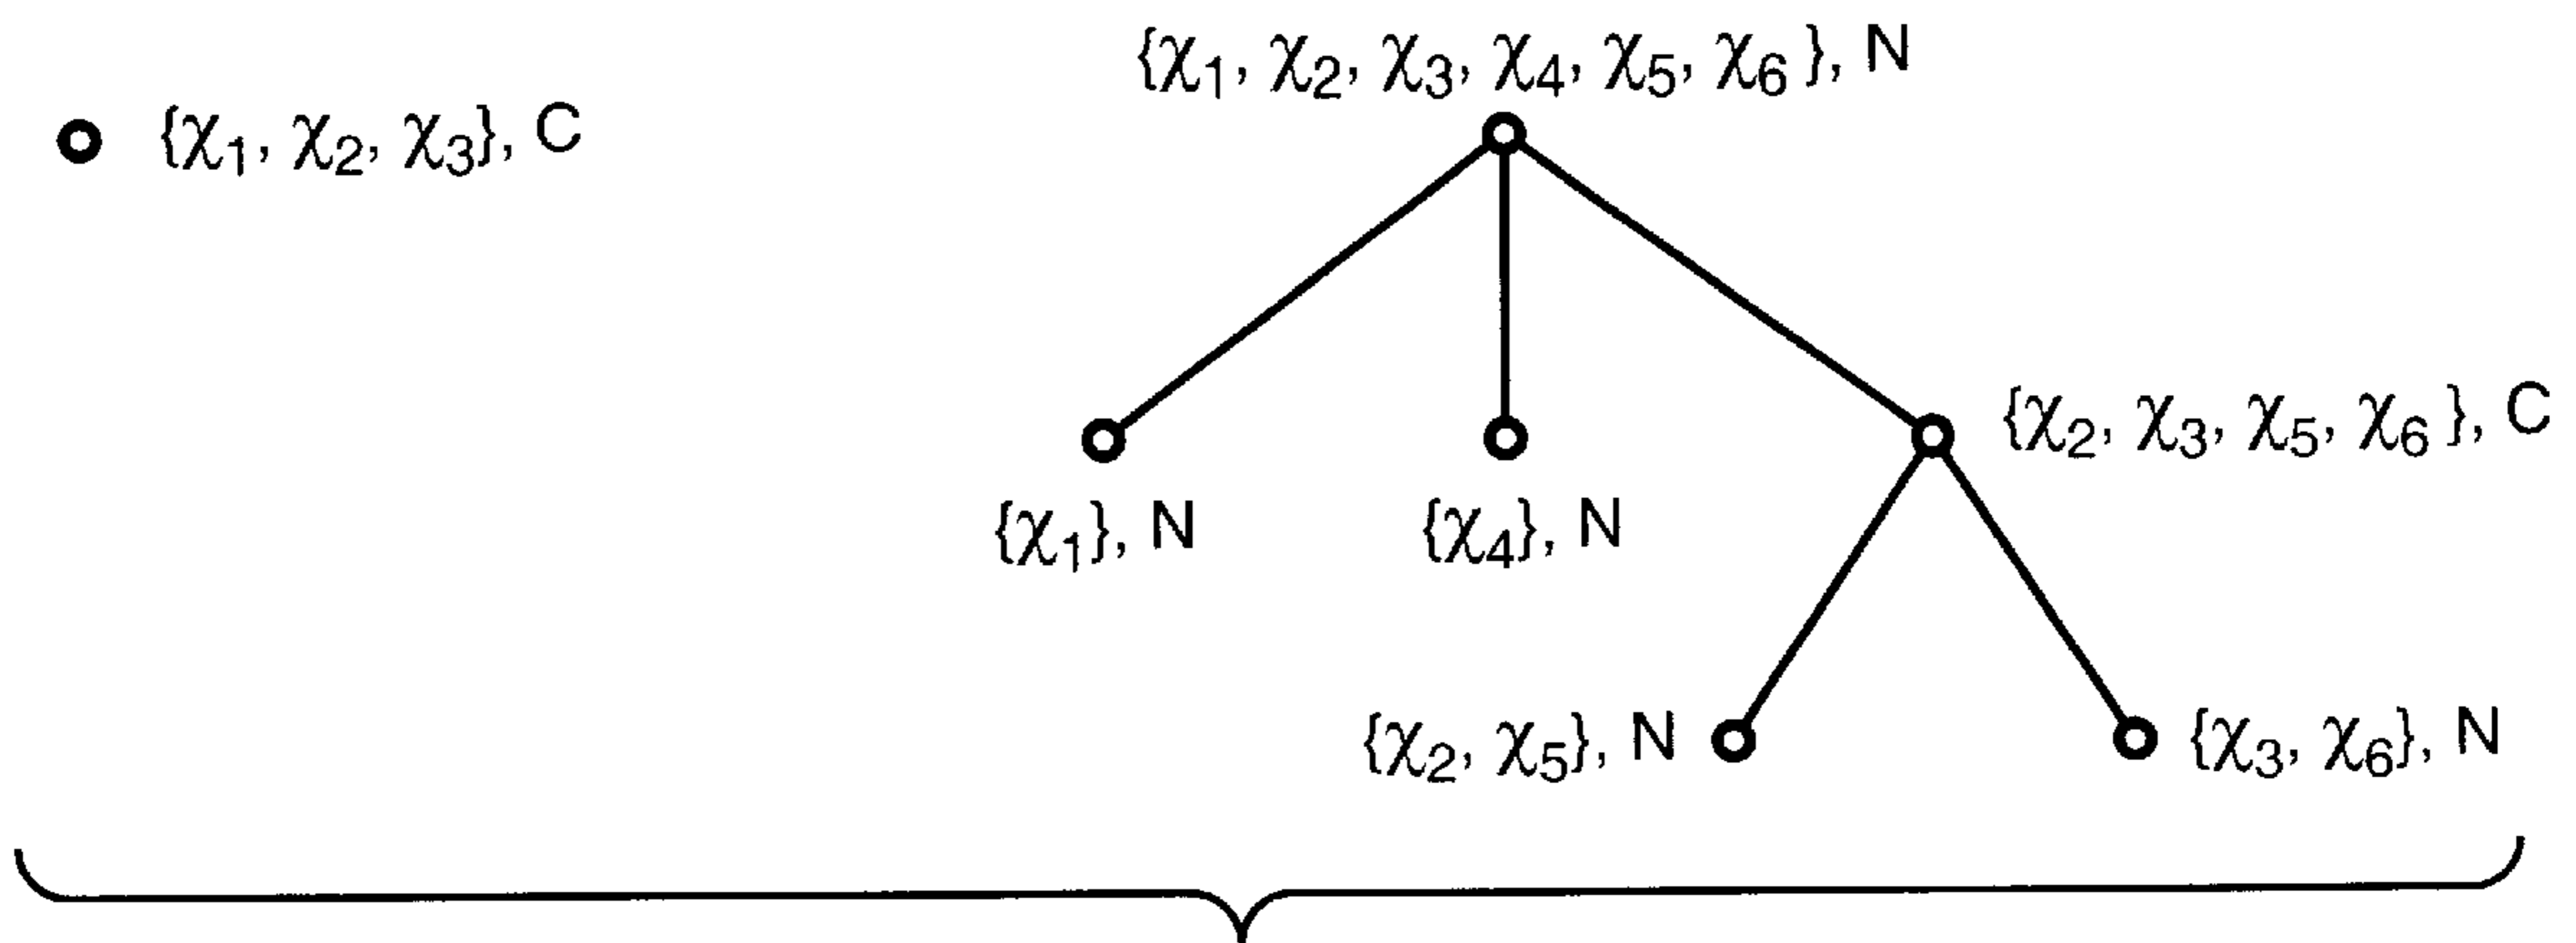 {χ₁, χ₂, χ₃}, C
{χ₁, χ₂, χ₃, χ₄, χ₅, χ₆ }, N
{χ₁}, N
{χ₄}, N
{χ₂, χ₃, χ₅, χ₆ }, C
{χ₂, χ₅}, N
{χ₃, χ₆}, N